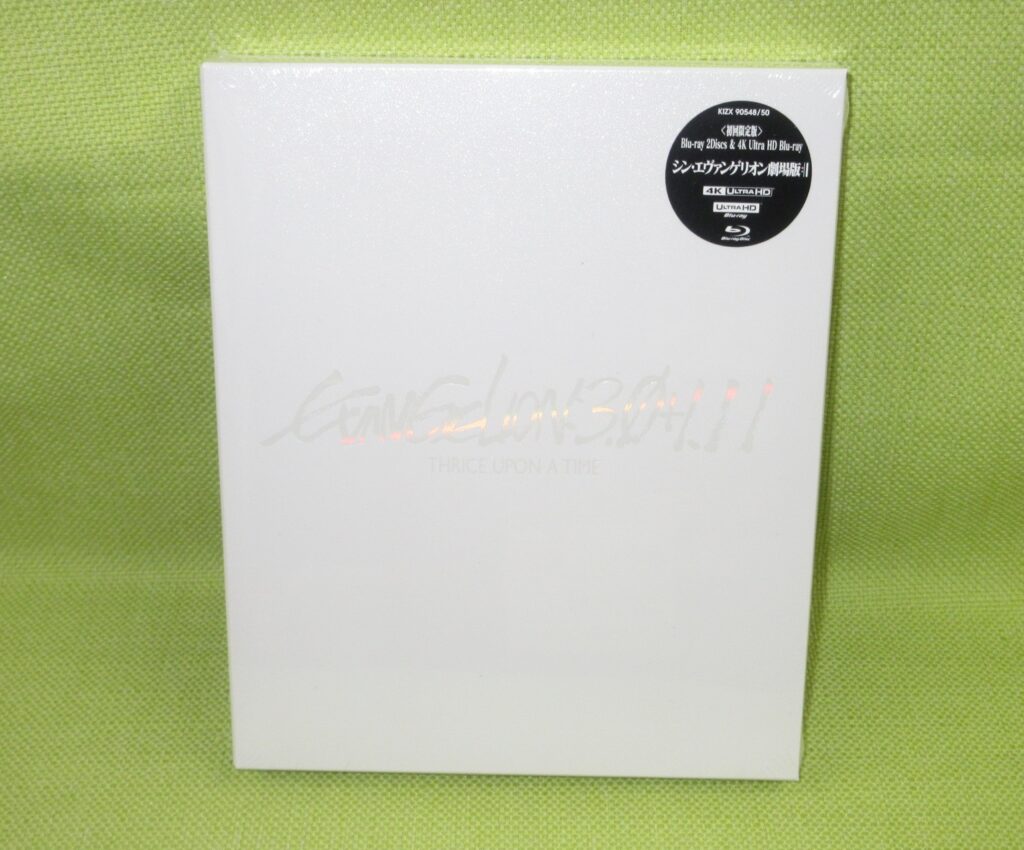 KIZX 90548/50
〈初回限定版〉
Blu-ray 2Discs & 4K Ultra HD Blu-ray
シン・エヴァンゲリオン劇場版:||
4K ULTRA HD
ULTRA HD
Blu-ray
Blu-ray Disc
EVANGELION:3.0+1.11
THRICE UPON A TIME